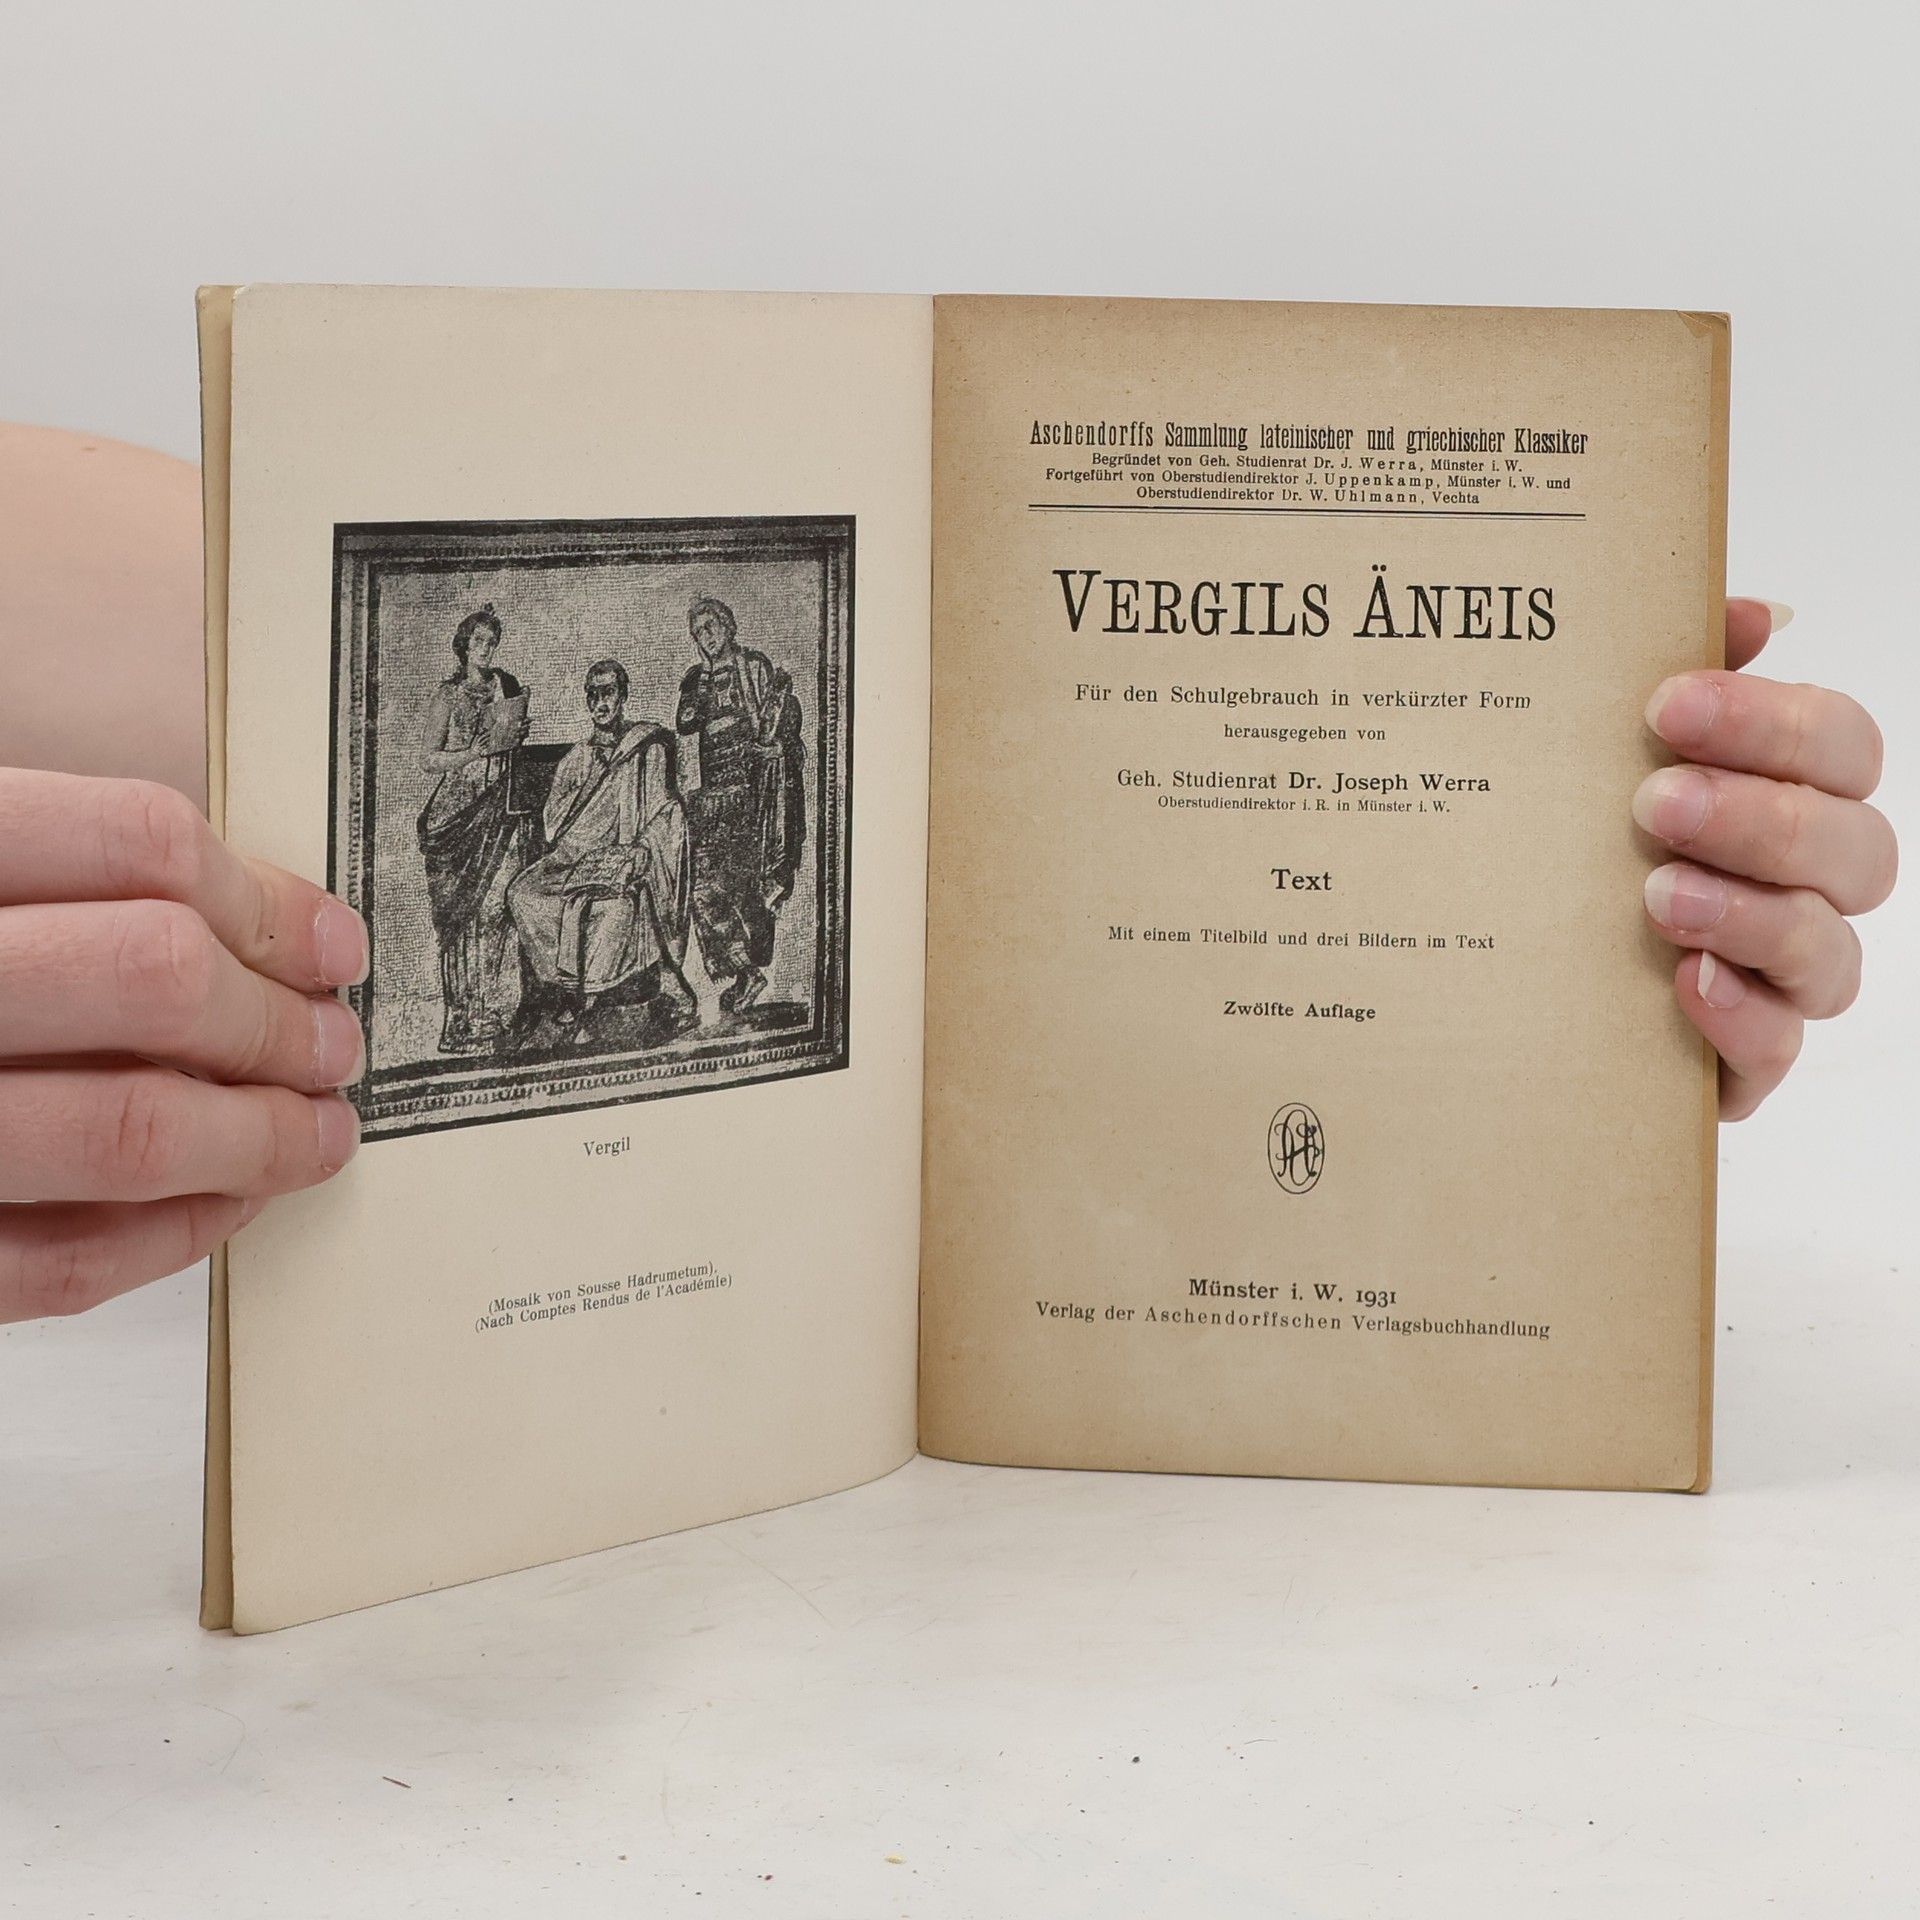 Vergil
(Mosaik von Sousse Hadrumetum).
(Nach Comptes Rendus de l'Académie)
Aschendorffs Sammlung lateinischer und griechischer Klassiker
Begründet von Geh. Studienrat Dr. J. Werra, Münster i. W.
Fortgeführt von Oberstudiendirektor J. Uppenkamp, Münster i. W. und
Oberstudiendirektor Dr. W. Uhlmann, Vechta
VERGILS ÄNEIS
Für den Schulgebrauch in verkürzter Form
herausgegeben von
Geh. Studienrat Dr. Joseph Werra
Oberstudiendirektor i. R. in Münster i. W.
Text
Mit einem Titelbild und drei Bildern im Text
Zwölfte Auflage
Münster i. W. 1931
Verlag der Aschendorffschen Verlagsbuchhandlung